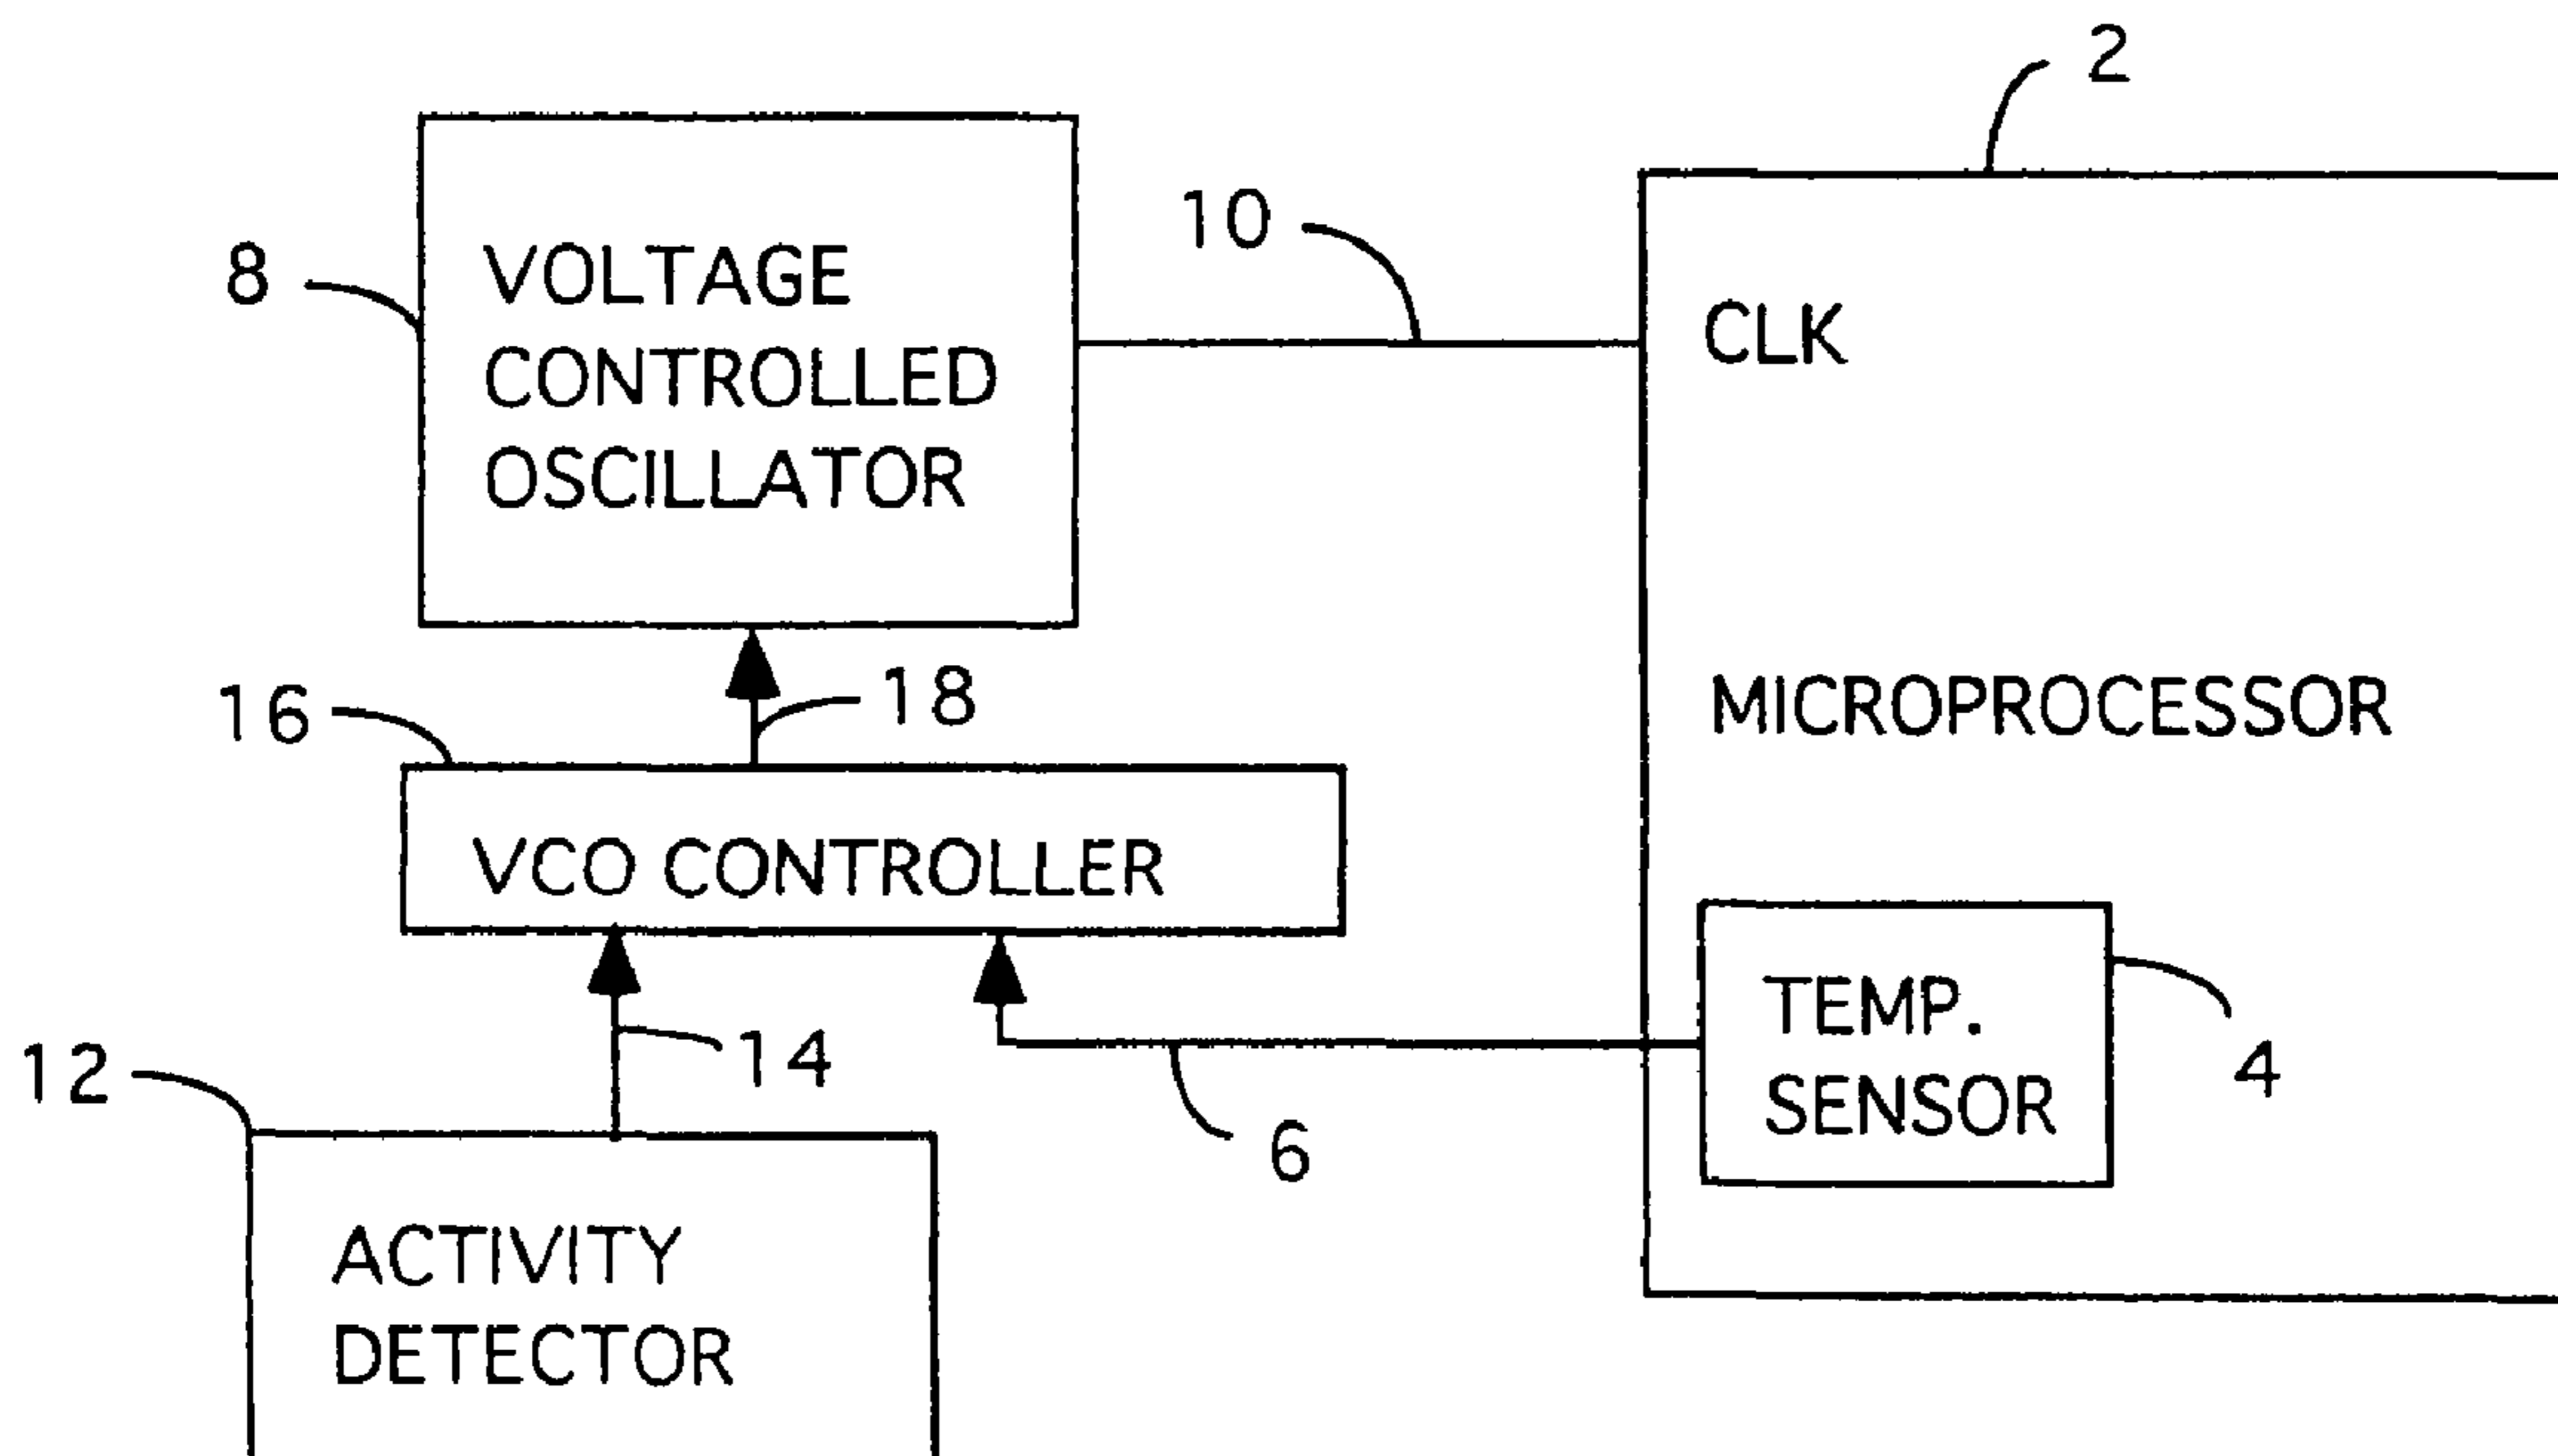 2
10
8
VOLTAGE
CONTROLLED
OSCILLATOR
CLK
18
16
MICROPROCESSOR
VCO CONTROLLER
TEMP.
SENSOR
14
12
4
6
ACTIVITY
DETECTOR